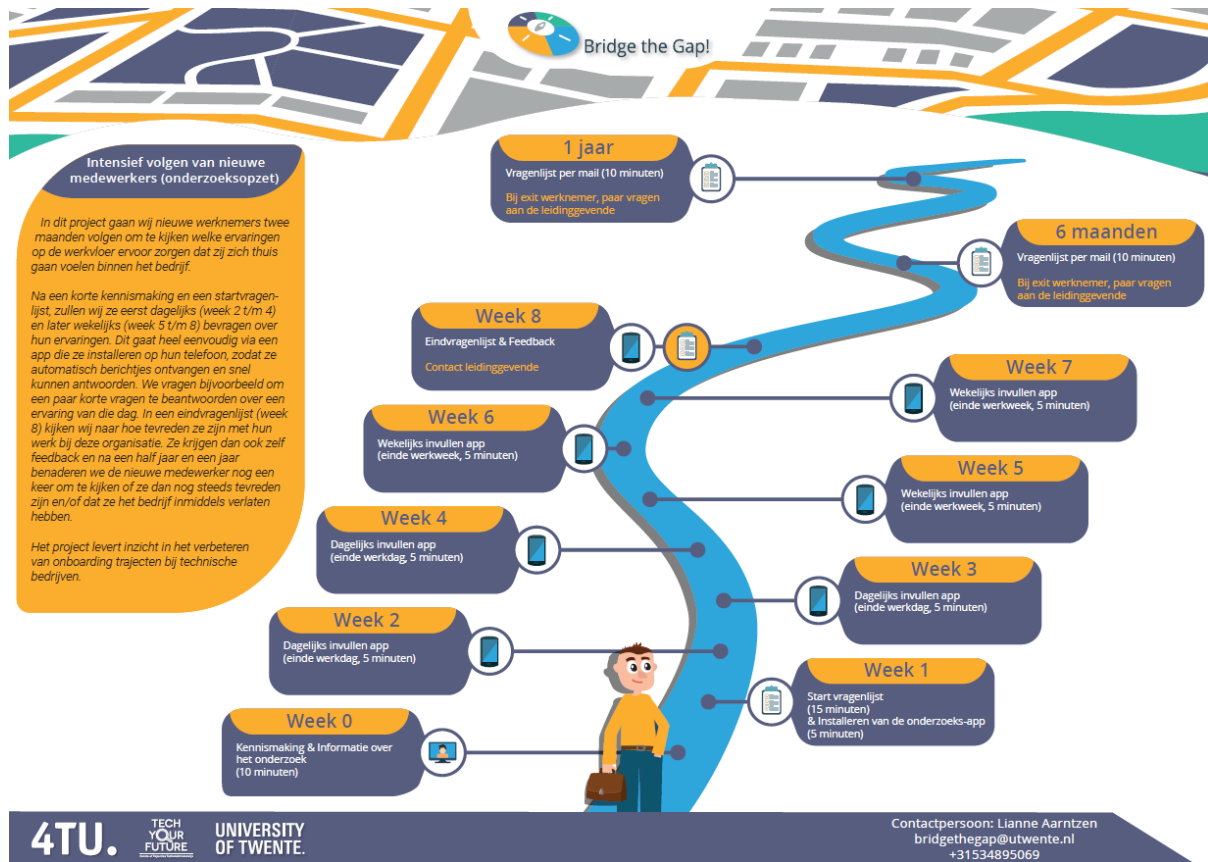 Bridge the Gap!
Intensief volgen van nieuwe
medewerkers (onderzoeksopzet)
In dit project gaan wij nieuwe werknemers twee
maanden volgen om te kijken welke ervaringen
op de werkvloer ervoor zorgen dat zij zich thuis
gaan voelen binnen het bedrijf.
Na een korte kennismaking en een startvragen-
lijst, zullen wij ze eerst dagelijks (week 2 t/m 4)
en later wekelijks (week 5 t/m 8) bevragen over
hun ervaringen. Dit gaat heel eenvoudig via een
app die ze installeren op hun telefoon, zodat ze
automatisch berichtjes ontvangen en snel
kunnen antwoorden. We vragen bijvoorbeeld om
een paar korte vragen te beantwoorden over een
ervaring van die dag. In een eindvragenlijst (week
8) kijken wij naar hoe tevreden ze zijn met hun
werk bij deze organisatie. Ze krijgen dan ook zelf
feedback en na een half jaar en een jaar
benaderen we de nieuwe medewerker nog een
keer om te kijken of ze dan nog steeds tevreden
zijn en/of dat ze het bedrijf inmiddels verlaten
hebben.
Het project levert inzicht in het verbeteren
van onboarding trajecten bij technische
bedrijven.
1 jaar
Vragenlijst per mail (10 minuten)
Bij exit werknemer, paar vragen
aan de leidinggevende
6 maanden
Vragenlijst per mail (10 minuten)
Bij exit werknemer, paar vragen
aan de leidinggevende
Week 8
Eindvragenlijst & Feedback
Contact leidinggevende
Week 7
Wekelijks invullen app
(einde werkweek, 5 minuten)
Week 6
Wekelijks invullen app
(einde werkweek, 5 minuten)
Week 5
Wekelijks invullen app
(einde werkweek, 5 minuten)
Week 4
Dagelijks invullen app
(einde werkdag, 5 minuten)
Week 3
Dagelijks invullen app
(einde werkdag, 5 minuten)
Week 2
Dagelijks invullen app
(einde werkdag, 5 minuten)
Week 1
Start vragenlijst
(15 minuten)
& Installeren van de onderzoeks-app
(5 minuten)
Week 0
Kennismaking & Informatie over
het onderzoek
(10 minuten)
4TU.
TECH
YOUR
FUTURE
UNIVERSITY
OF TWENTE.
Contactpersoon: Lianne Aarntzen
bridgethegap@utwente.nl
+31534895069